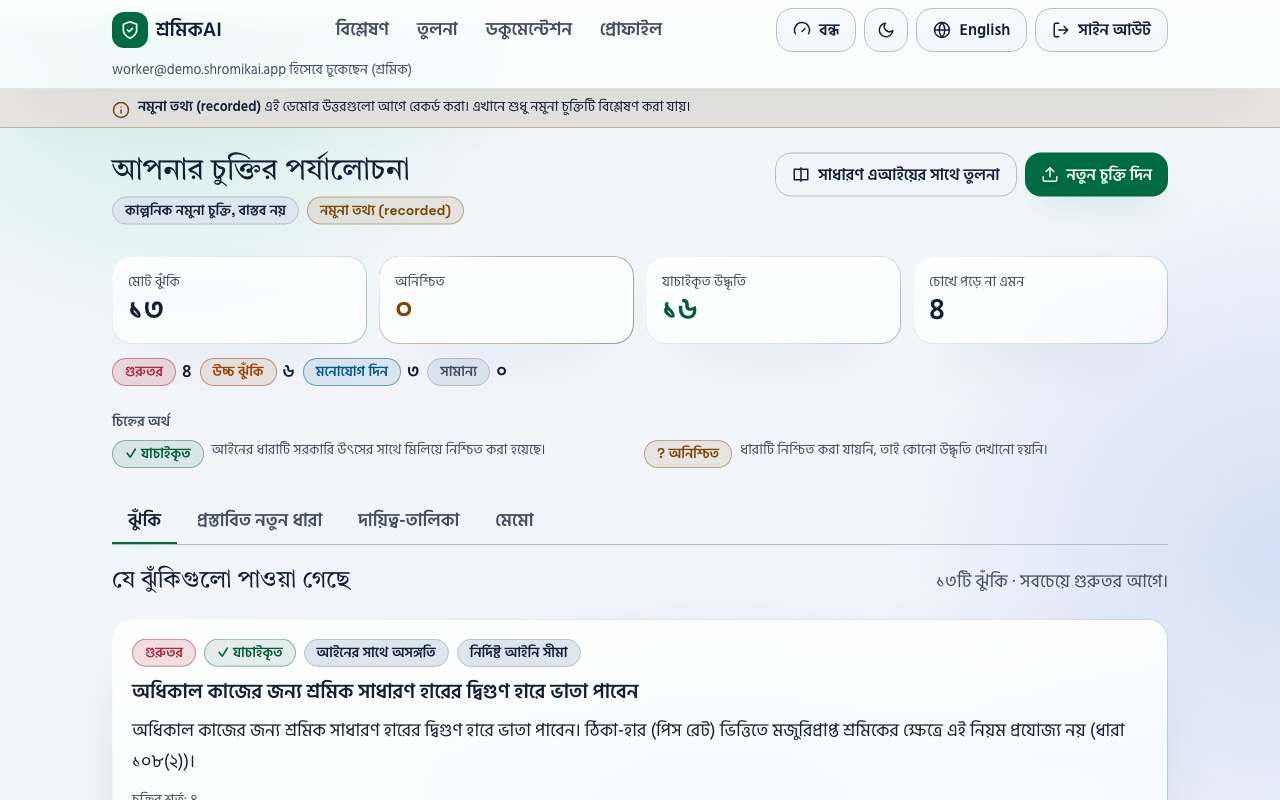 শ্রমিকAI
বিশ্লেষণ তুলনা ডকুমেন্টেশন প্রোফাইল
বন্ধ
English
সাইন আউট
worker@demo.shromikai.app হিসেবে ঢুকেছেন (শ্রমিক)
নমুনা তথ্য (recorded) এই ডেমোর উত্তরগুলো আগে রেকর্ড করা। এখানে শুধু নমুনা চুক্তিটি বিশ্লেষণ করা যায়।
আপনার চুক্তির পর্যালোচনা
সাধারণ এআইয়ের সাথে তুলনা
নতুন চুক্তি দিন
কাল্পনিক নমুনা চুক্তি, বাস্তব নয়
নমুনা তথ্য (recorded)
মোট ঝুঁকি
১৩
অনিশ্চিত
০
যাচাইকৃত উদ্ধৃতি
১৬
চোখে পড়ে না এমন
৪
গুরুতর ৪ উচ্চ ঝুঁকি ৬ মনোযোগ দিন ৩ সামান্য ০
চিহ্নের অর্থ
✓ যাচাইকৃত আইনের ধারাটি সরকারি উৎসের সাথে মিলিয়ে নিশ্চিত করা হয়েছে।
? অনিশ্চিত ধারাটি নিশ্চিত করা যায়নি, তাই কোনো উদ্ধৃতি দেখানো হয়নি।
ঝুঁকি প্রস্তাবিত নতুন ধারা দায়িত্ব-তালিকা মেমো
যে ঝুঁকিগুলো পাওয়া গেছে
১৩টি ঝুঁকি · সবচেয়ে গুরুতর আগে।
গুরুতর ✓ যাচাইকৃত আইনের সাথে অসঙ্গতি নির্দিষ্ট আইনি সীমা
অধিকাল কাজের জন্য শ্রমিক সাধারণ হারের দ্বিগুণ হারে ভাতা পাবেন
অধিকাল কাজের জন্য শ্রমিক সাধারণ হারের দ্বিগুণ হারে ভাতা পাবেন। ঠিকা-হার (পিস রেট) ভিত্তিতে মজুরিপ্রাপ্ত শ্রমিকের ক্ষেত্রে এই নিয়ম প্রযোজ্য নয় (ধারা
১০৮(২))।